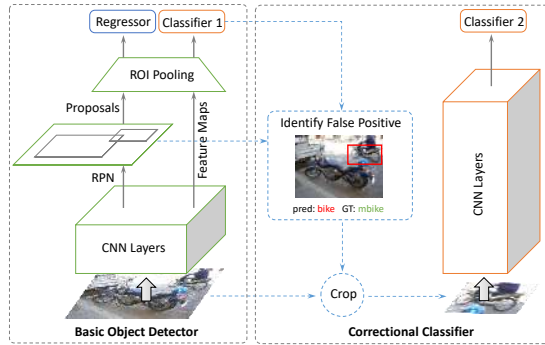 Regressor
Classifier 1
ROI Pooling
Proposals
Feature Maps
RPN
CNN Layers
Basic Object Detector
Identify False Positive
pred: bike GT: mbike
Crop
Classifier 2
CNN Layers
Correctional Classifier